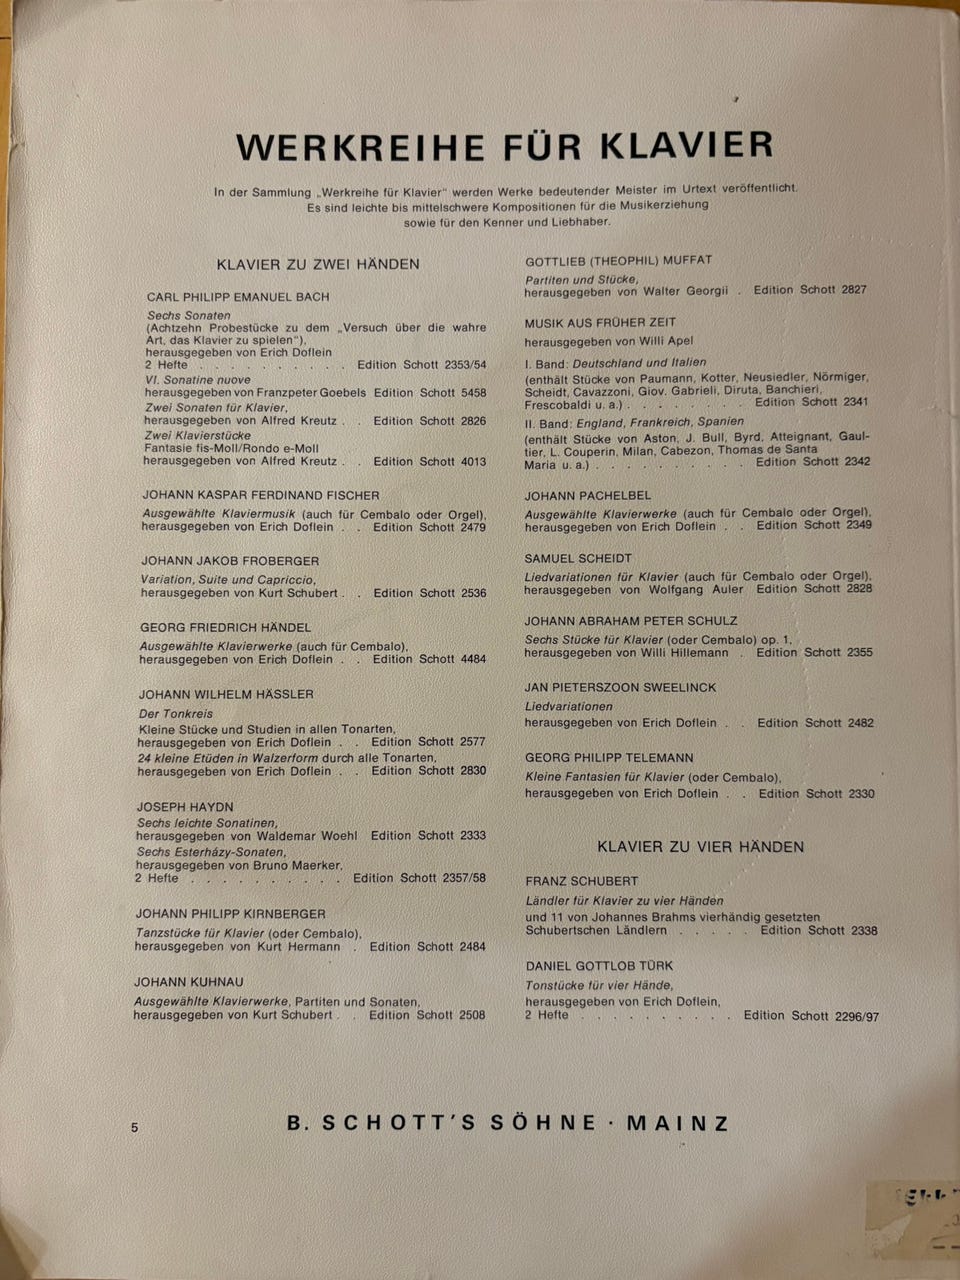 WERKREIHE FÜR KLAVIER
In der Sammlung „Werkreihe für Klavier“ werden Werke bedeutender Meister im Urtext veröffentlicht.
Es sind leichte bis mittelschwere Kompositionen für die Musikerziehung
sowie für den Kenner und Liebhaber.
KLAVIER ZU ZWEI HÄNDEN
CARL PHILIPP EMANUEL BACH
Sechs Sonaten
(Achtzehn Probestücke zu dem „Versuch über die wahre
Art, das Klavier zu spielen“),
herausgegeben von Erich Doflein
2 Hefte . . . . . . . . . . Edition Schott 2353/54
VI. Sonatine nuove
herausgegeben von Franzpeter Goebels Edition Schott 5458
Zwei Sonaten für Klavier,
herausgegeben von Alfred Kreutz . . Edition Schott 2826
Zwei Klavierstücke
Fantasie fis-Moll/Rondo e-Moll
herausgegeben von Alfred Kreutz . . Edition Schott 4013
JOHANN KASPAR FERDINAND FISCHER
Ausgewählte Klaviermusik (auch für Cembalo oder Orgel),
herausgegeben von Erich Doflein . . Edition Schott 2479
JOHANN JAKOB FROBERGER
Variation, Suite und Capriccio,
herausgegeben von Kurt Schubert . . Edition Schott 2536
GEORG FRIEDRICH HÄNDEL
Ausgewählte Klavierwerke (auch für Cembalo),
herausgegeben von Erich Doflein . . Edition Schott 4484
JOHANN WILHELM HÄSSLER
Der Tonkreis
Kleine Stücke und Studien in allen Tonarten,
herausgegeben von Erich Doflein . . Edition Schott 2577
24 kleine Etüden in Walzerform durch alle Tonarten,
herausgegeben von Erich Doflein . . Edition Schott 2830
JOSEPH HAYDN
Sechs leichte Sonatinen,
herausgegeben von Waldemar Woehl Edition Schott 2333
Sechs Esterházy-Sonaten,
herausgegeben von Bruno Maerker,
2 Hefte . . . . . . . . . . Edition Schott 2357/58
JOHANN PHILIPP KIRNBERGER
Tanzstücke für Klavier (oder Cembalo),
herausgegeben von Kurt Hermann . Edition Schott 2484
JOHANN KUHNAU
Ausgewählte Klavierwerke, Partiten und Sonaten,
herausgegeben von Kurt Schubert . . Edition Schott 2508
GOTTLIEB (THEOPHIL) MUFFAT
Partiten und Stücke,
herausgegeben von Walter Georgii . Edition Schott 2827
MUSIK AUS FRÜHER ZEIT
herausgegeben von Willi Apel
I. Band: Deutschland und Italien
(enthält Stücke von Paumann, Kotter, Neusiedler, Nörmiger,
Scheidt, Cavazzoni, Giov. Gabrieli, Diruta, Banchieri,
Frescobaldi u. a.) . . . . . . . . Edition Schott 2341
II. Band: England, Frankreich, Spanien
(enthält Stücke von Aston, J. Bull, Byrd, Atteignant, Gaul-
tier, L. Couperin, Milan, Cabezon, Thomas de Santa
Maria u. a.) . . . . . . . . . . Edition Schott 2342
JOHANN PACHELBEL
Ausgewählte Klavierwerke (auch für Cembalo oder Orgel),
herausgegeben von Erich Doflein . . Edition Schott 2349
SAMUEL SCHEIDT
Liedvariationen für Klavier (auch für Cembalo oder Orgel),
herausgegeben von Wolfgang Auler Edition Schott 2828
JOHANN ABRAHAM PETER SCHULZ
Sechs Stücke für Klavier (oder Cembalo) op. 1,
herausgegeben von Willi Hillemann . Edition Schott 2355
JAN PIETERSZOON SWEELINCK
Liedvariationen
herausgegeben von Erich Doflein . . Edition Schott 2482
GEORG PHILIPP TELEMANN
Kleine Fantasien für Klavier (oder Cembalo),
herausgegeben von Erich Doflein . . Edition Schott 2330
KLAVIER ZU VIER HÄNDEN
FRANZ SCHUBERT
Ländler für Klavier zu vier Händen
und 11 von Johannes Brahms vierhändig gesetzten
Schubertschen Ländlern . . . . . Edition Schott 2338
DANIEL GOTTLOB TÜRK
Tonstücke für vier Hände,
herausgegeben von Erich Doflein,
2 Hefte . . . . . . . . . . Edition Schott 2296/97
5
B. SCHOTT'S SÖHNE · MAINZ